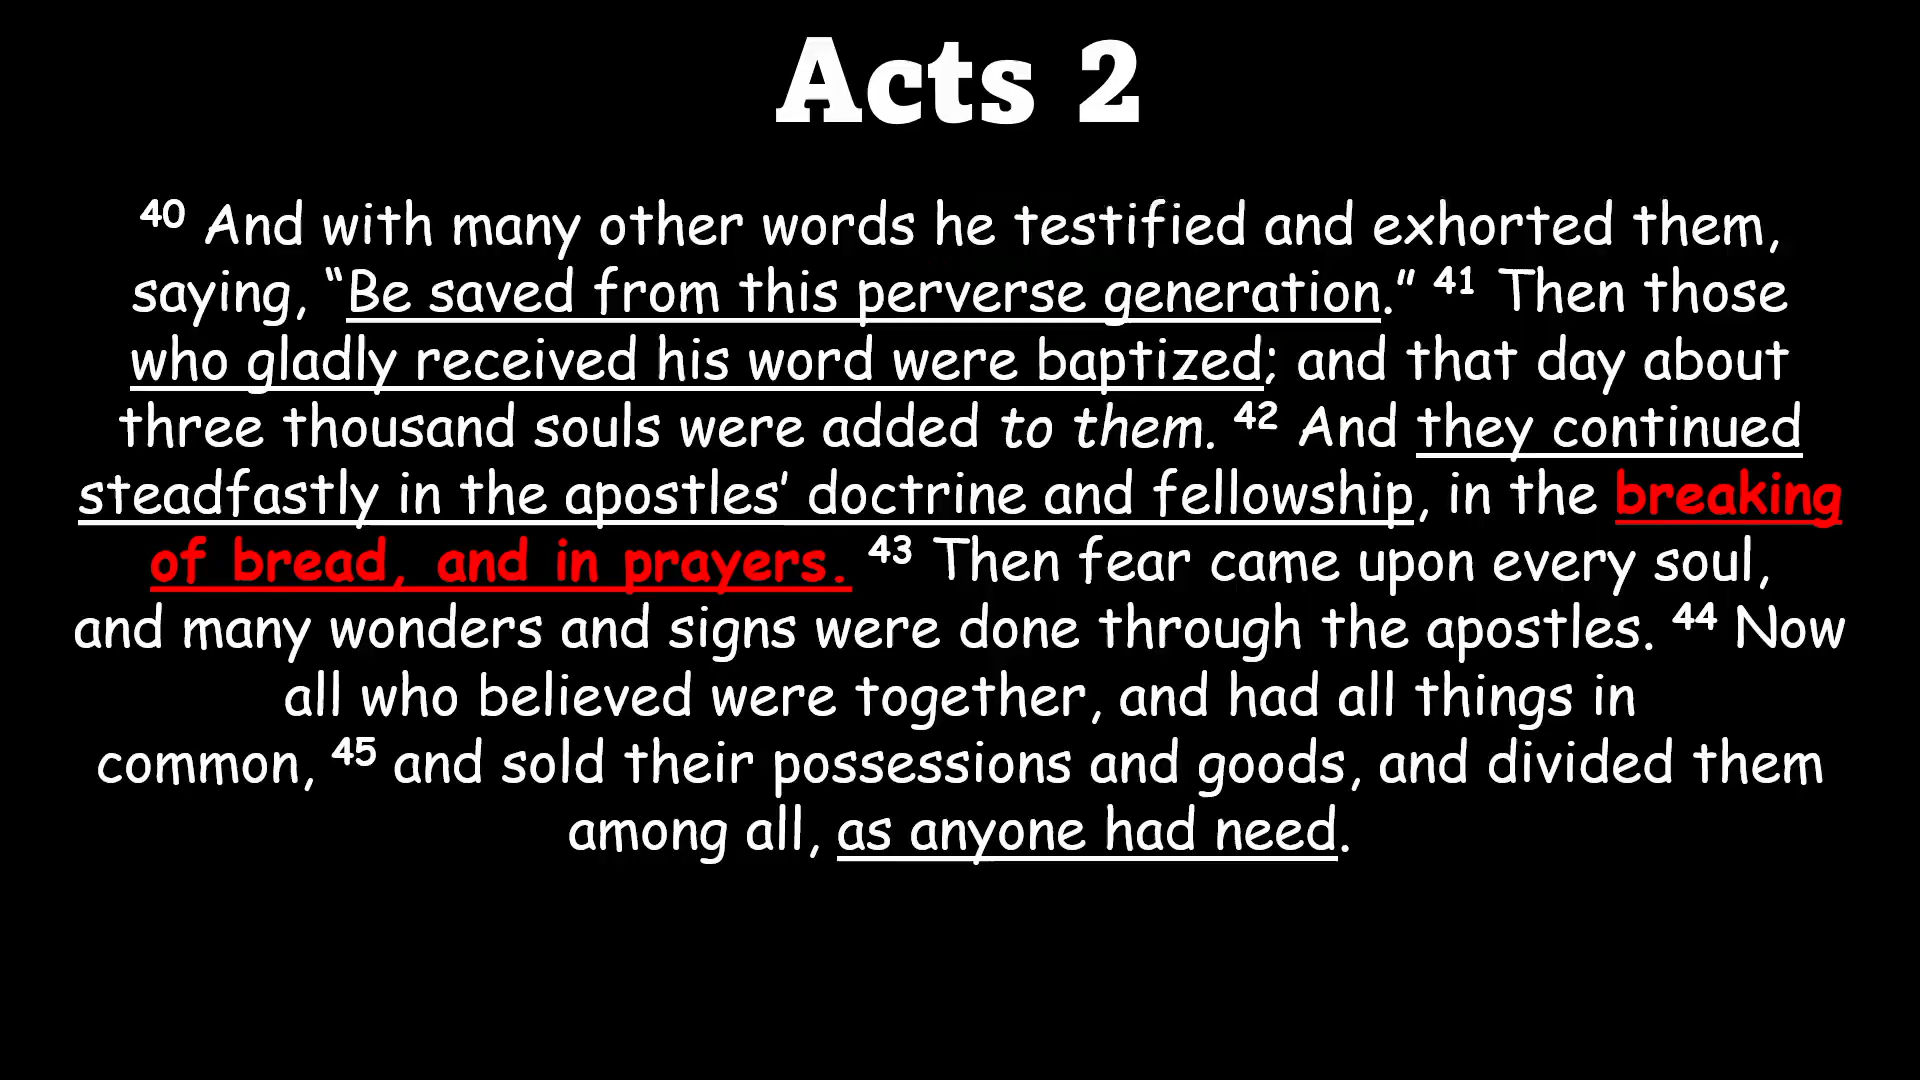 Acts 2
40 And with many other words he testified and exhorted them,
saying, “Be saved from this perverse generation.” 41 Then those
who gladly received his word were baptized; and that day about
three thousand souls were added to them. 42 And they continued
steadfastly in the apostles’ doctrine and fellowship, in the breaking
of bread, and in prayers. 43 Then fear came upon every soul,
and many wonders and signs were done through the apostles. 44 Now
all who believed were together, and had all things in
common, 45 and sold their possessions and goods, and divided them
among all, as anyone had need.